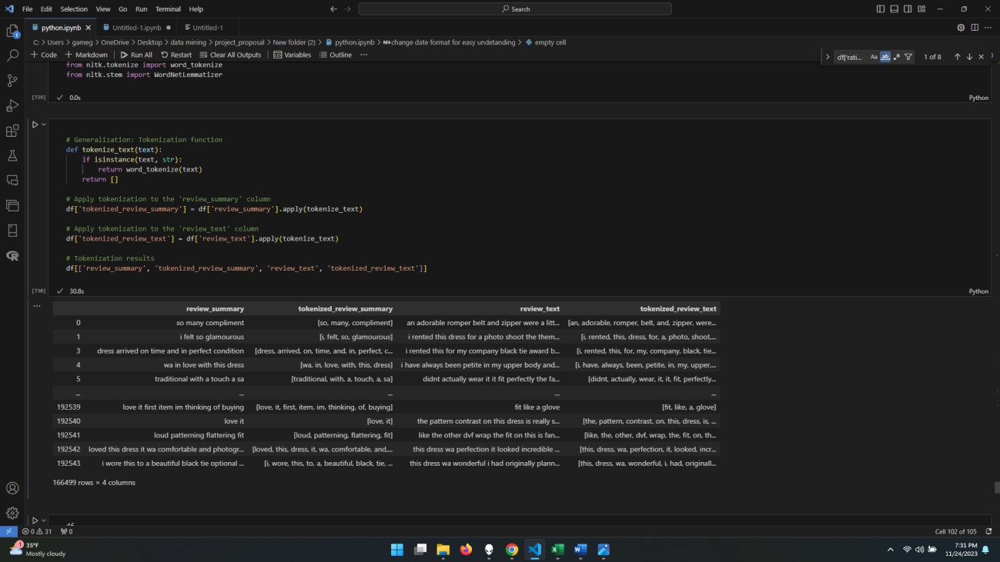 File Edit Selection View Go Run Terminal Help
Search
python.ipynb Untitled-1.ipynb Untitled-1
C: > Users > gameg > OneDrive > Desktop > data mining > project_proposal > New folder (2) > python.ipynb > M+change date format for easy undetanding > empty cell
+ Code + Markdown Run All Restart Clear All Outputs Variables Outline ...
df['rati... Aa ab .* 1 of 8
from nltk.tokenize import word_tokenize
from nltk.stem import WordNetLemmatizer
[729] 0.0s Python
# Generalization: Tokenization function
def tokenize_text(text):
if isinstance(text, str):
return word_tokenize(text)
return []
# Apply tokenization to the 'review_summary' column
df['tokenized_review_summary'] = df['review_summary'].apply(tokenize_text)
# Apply tokenization to the 'review_text' column
df['tokenized_review_text'] = df['review_text'].apply(tokenize_text)
# Tokenization results
df[['review_summary', 'tokenized_review_summary', 'review_text', 'tokenized_review_text']]
[730] 30.8s Python
... review_summary tokenized_review_summary review_text tokenized_review_text
0 so many compliment [so, many, compliment] an adorable romper belt and zipper were a litt... [an, adorable, romper, belt, and, zipper, were...
1 i felt so glamourous [i, felt, so, glamourous] i rented this dress for a photo shoot the them... [i, rented, this, dress, for, a, photo, shoot,...
3 dress arrived on time and in perfect condition [dress, arrived, on, time, and, in, perfect, c... i rented this for my company black tie award b... [i, rented, this, for, my, company, black, tie...
4 wa in love with this dress [wa, in, love, with, this, dress] i have always been petite in my upper body and... [i, have, always, been, petite, in, my, upper,...
5 traditional with a touch a sa [traditional, with, a, touch, a, sa] didnt actually wear it it fit perfectly the fa... [didnt, actually, wear, it, it, fit, perfectly...
... ... ... ... ...
192539 love it first item im thinking of buying [love, it, first, item, im, thinking, of, buying] fit like a glove [fit, like, a, glove]
192540 love it [love, it] the pattern contrast on this dress is really s... [the, pattern, contrast, on, this, dress, is, ...
192541 loud patterning flattering fit [loud, patterning, flattering, fit] like the other dvf wrap the fit on this is fan... [like, the, other, dvf, wrap, the, fit, on, th...
192542 loved this dress it wa comfortable and photogr... [loved, this, dress, it, wa, comfortable, and,... this dress wa perfection it looked incredible ... [this, dress, wa, perfection, it, looked, incr...
192543 i wore this to a beautiful black tie optional ... [i, wore, this, to, a, beautiful, black, tie, ... this dress wa wonderful i had originally plann... [this, dress, wa, wonderful, i, had, originall...
166499 rows × 4 columns
df
0 31 0 Cell 102 of 105
1 35°F
Mostly cloudy
7:31 PM
11/24/2023